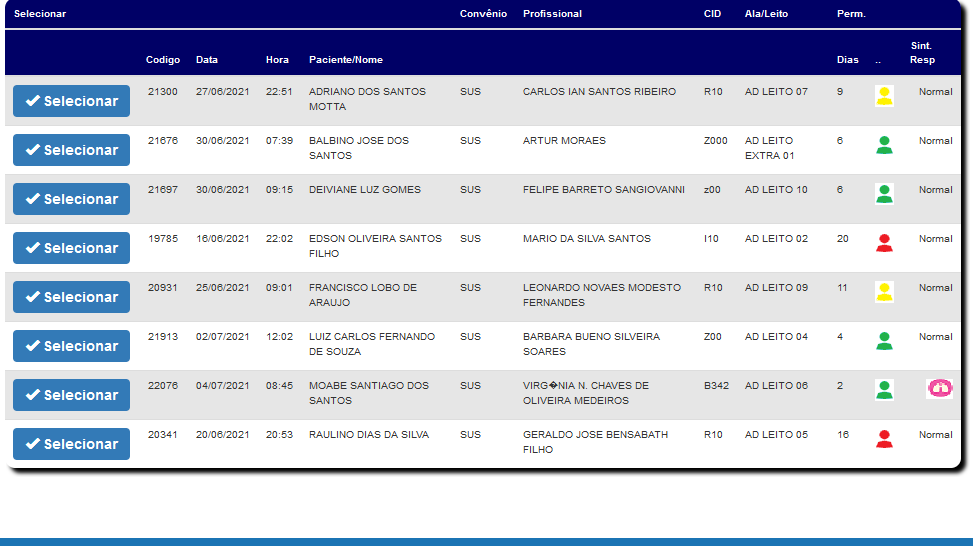 Selecionar Convênio Profissional CID Ala/Leito Perm.
Sint.
Codigo Data Hora Paciente/Nome Dias .. Resp
Selecionar 21300 27/06/2021 22:51 ADRIANO DOS SANTOS SUS CARLOS IAN SANTOS RIBEIRO R10 AD LEITO 07 9 Normal
MOTTA
Selecionar 21676 30/06/2021 07:39 BALBINO JOSE DOS SUS ARTUR MORAES Z000 AD LEITO 6 Normal
SANTOS EXTRA 01
Selecionar 21697 30/06/2021 09:15 DEIVIANE LUZ GOMES SUS FELIPE BARRETO SANGIOVANNI z00 AD LEITO 10 6 Normal
Selecionar 19785 16/06/2021 22:02 EDSON OLIVEIRA SANTOS SUS MARIO DA SILVA SANTOS I10 AD LEITO 02 20 Normal
FILHO
Selecionar 20931 25/06/2021 09:01 FRANCISCO LOBO DE SUS LEONARDO NOVAES MODESTO R10 AD LEITO 09 11 Normal
ARAUJO FERNANDES
Selecionar 21913 02/07/2021 12:02 LUIZ CARLOS FERNANDO SUS BARBARA BUENO SILVEIRA Z00 AD LEITO 04 4 Normal
DE SOUZA SOARES
Selecionar 22076 04/07/2021 08:45 MOABE SANTIAGO DOS SUS VIRG�NIA N. CHAVES DE B342 AD LEITO 06 2
SANTOS OLIVEIRA MEDEIROS
Selecionar 20341 20/06/2021 20:53 RAULINO DIAS DA SILVA SUS GERALDO JOSE BENSABATH R10 AD LEITO 05 16 Normal
FILHO